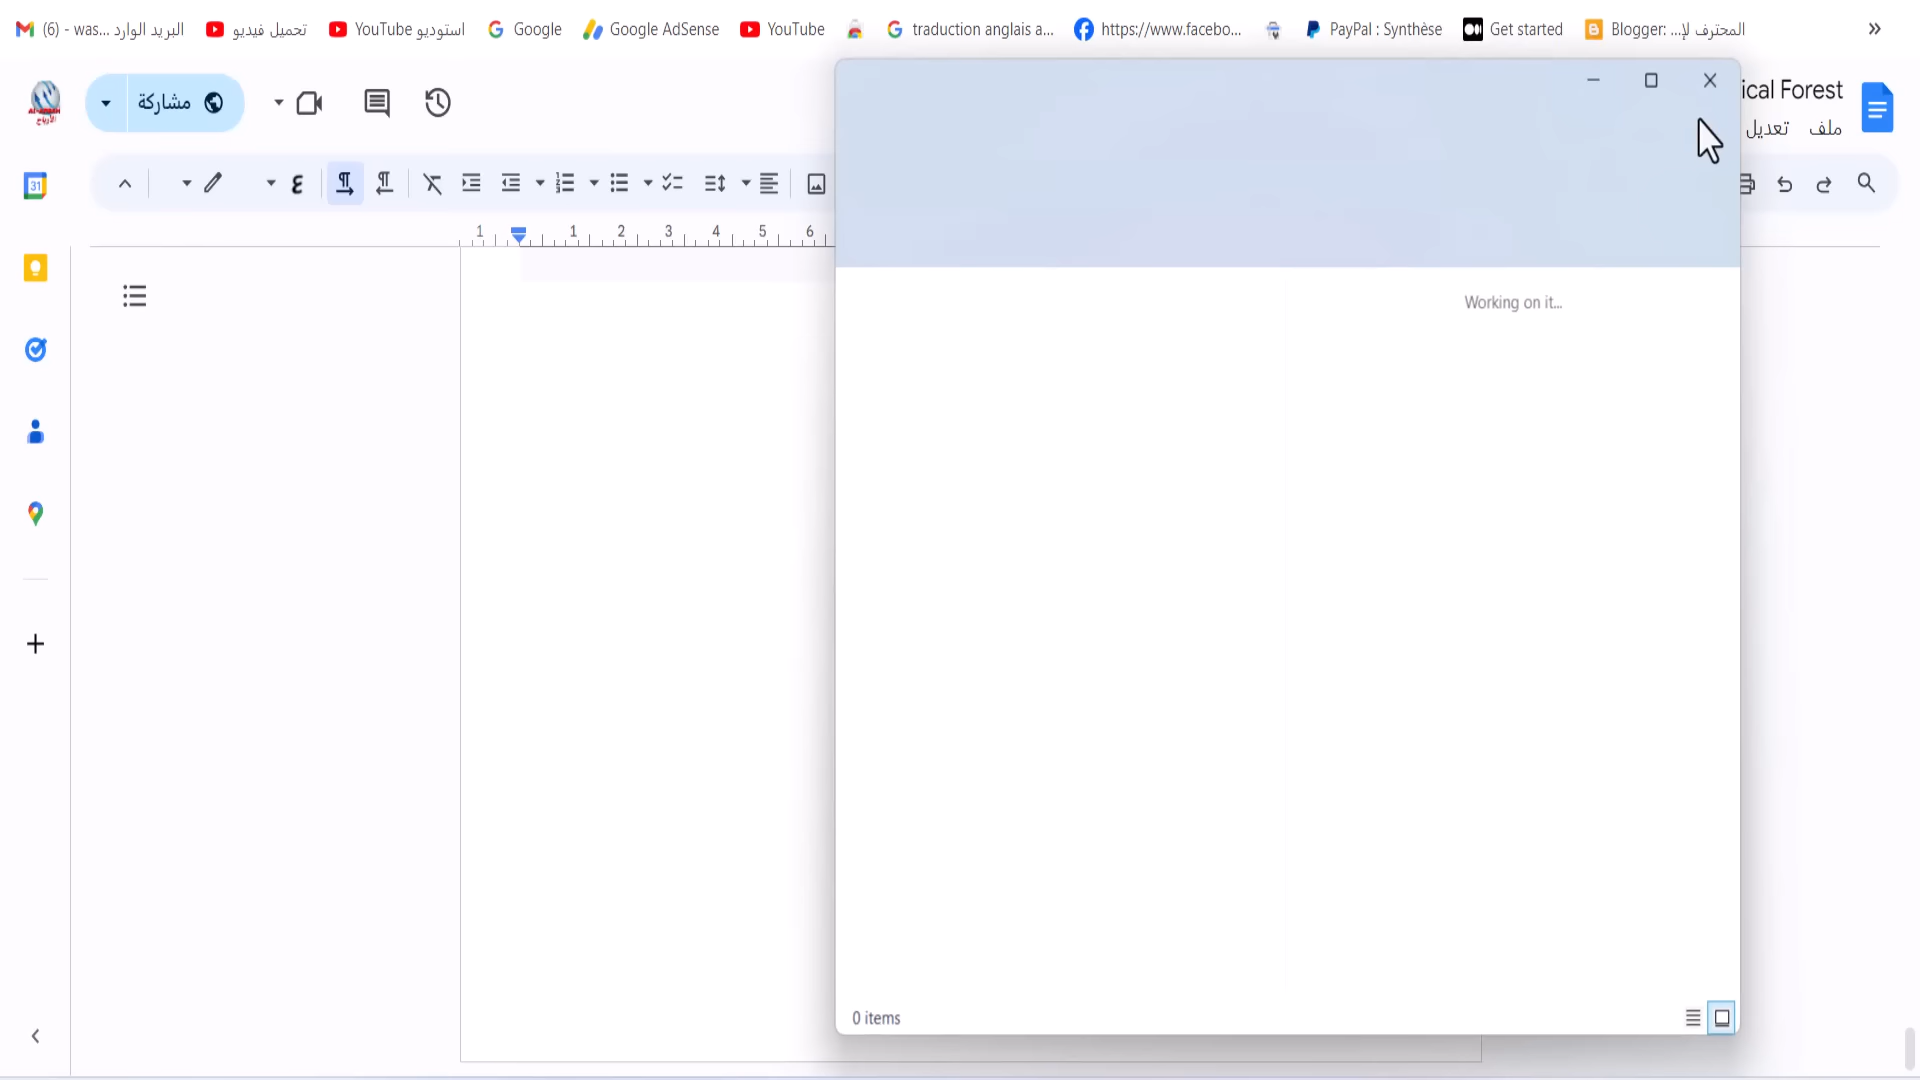 (6) - was... البريد الوارد
تحميل فيديو
استوديو YouTube
Google
Google AdSense
YouTube
traduction anglais a...
https://www.facebo...
PayPal : Synthèse
Get started
Blogger: ...المحترف للإ
»
ical Forest
مشاركة
ملف
تعديل
31
1 1 2 3 4 5 6
Working on it...
0 items